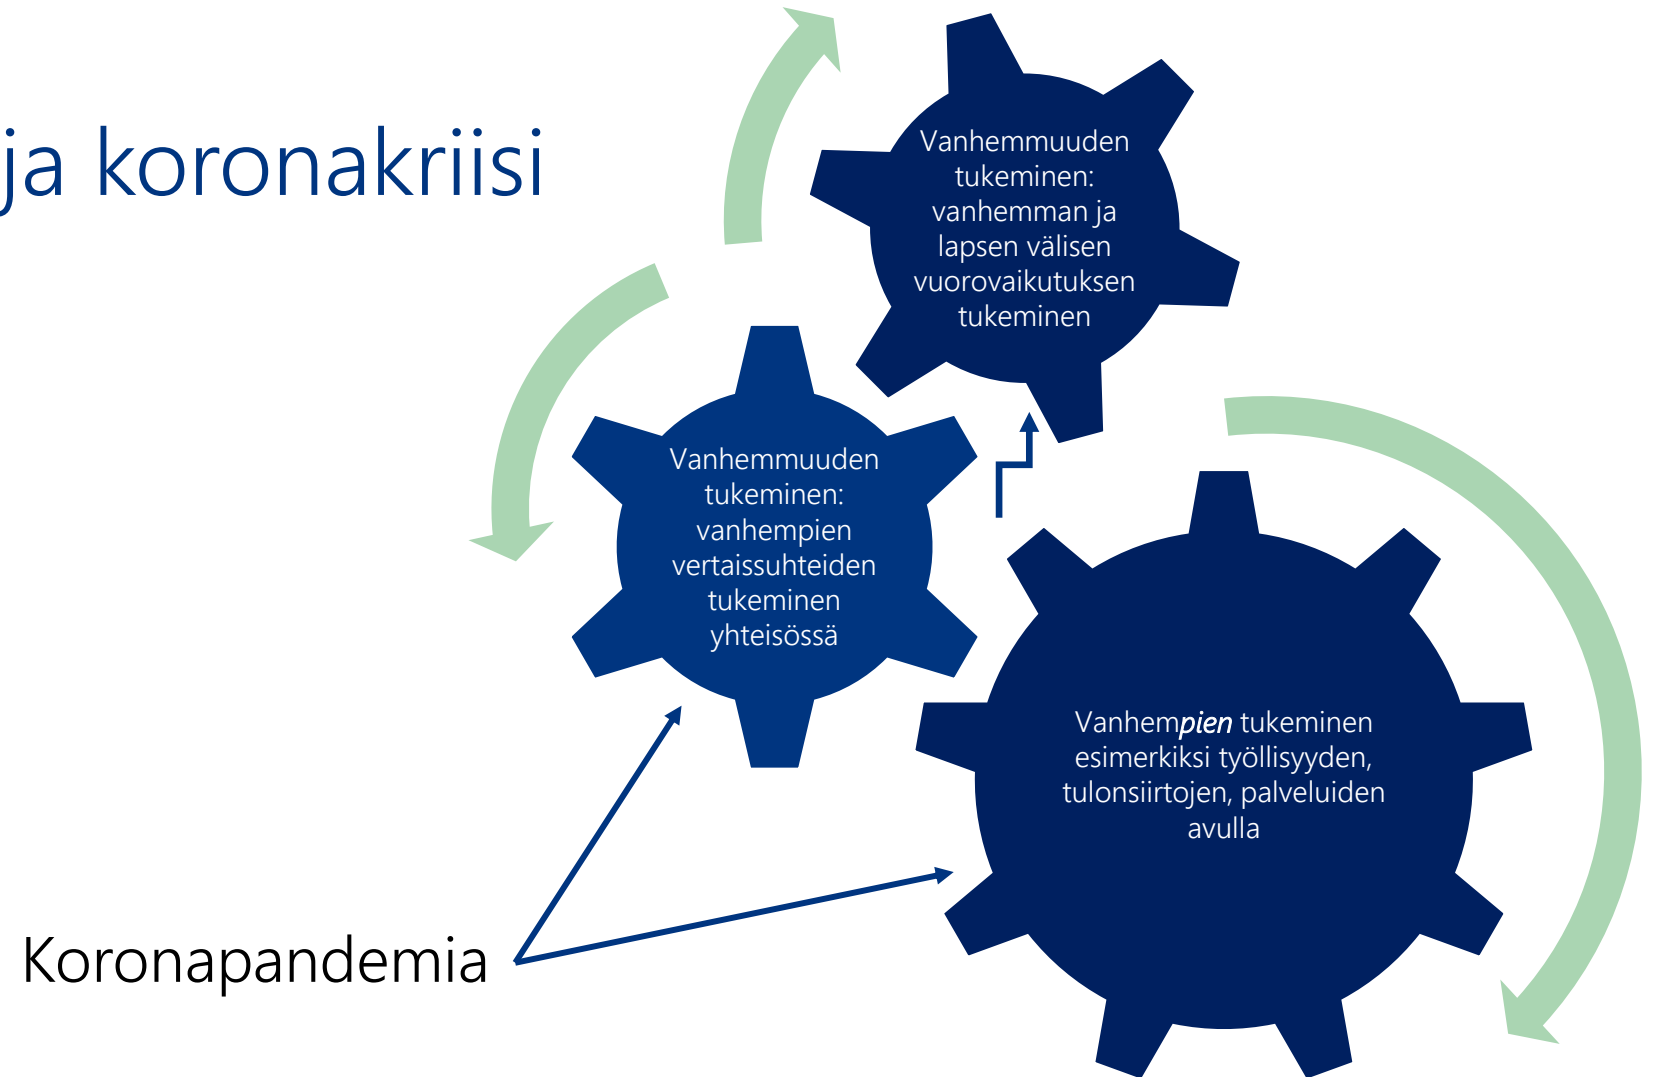 ja koronakriisi
Vanhemmuuden
tukeminen:
vanhemman ja
lapsen välisen
vuorovaikutuksen
tukeminen
Vanhemmuuden
tukeminen:
vanhempien
vertaissuhteiden
tukeminen
yhteisössä
Vanhempien tukeminen
esimerkiksi työllisyyden,
tulonsiirtojen, palveluiden
avulla
Koronapandemia